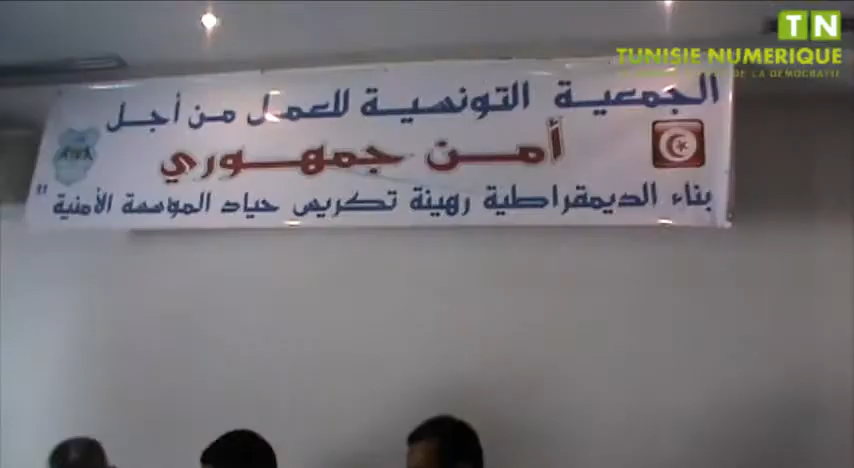 TN
TUNISIE NUMERIQUE
DE LA DEMOCRATIE
الجمعية التونسية للعمل من أجل
أمن جمهوري
بناء الديمقراطية رهينة تكريس حياد المؤسسة الأمنية "